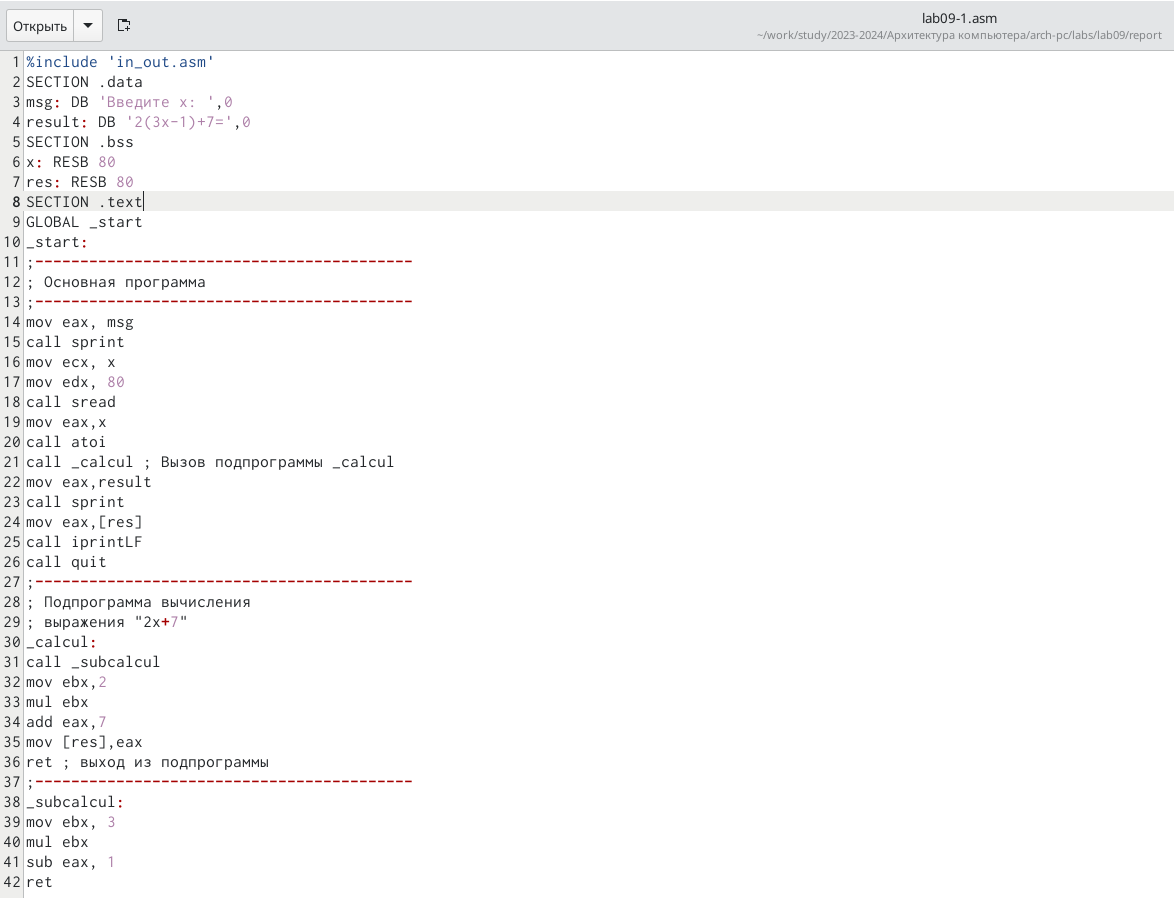 Открыть
lab09-1.asm
~/work/study/2023-2024/Архитектура компьютера/arch-pc/labs/lab09/report
1 %include 'in_out.asm'
2 SECTION .data
3 msg: DB 'Введите x: ',0
4 result: DB '2(3x-1)+7=',0
5 SECTION .bss
6 x: RESB 80
7 res: RESB 80
8 SECTION .text
9 GLOBAL _start
10 _start:
11 ;------------------------------------------
12 ; Основная программа
13 ;------------------------------------------
14 mov eax, msg
15 call sprint
16 mov ecx, x
17 mov edx, 80
18 call sread
19 mov eax,x
20 call atoi
21 call _calcul ; Вызов подпрограммы _calcul
22 mov eax,result
23 call sprint
24 mov eax,[res]
25 call iprintLF
26 call quit
27 ;------------------------------------------
28 ; Подпрограмма вычисления
29 ; выражения "2x+7"
30 _calcul:
31 call _subcalcul
32 mov ebx,2
33 mul ebx
34 add eax,7
35 mov [res],eax
36 ret ; выход из подпрограммы
37 ;------------------------------------------
38 _subcalcul:
39 mov ebx, 3
40 mul ebx
41 sub eax, 1
42 ret